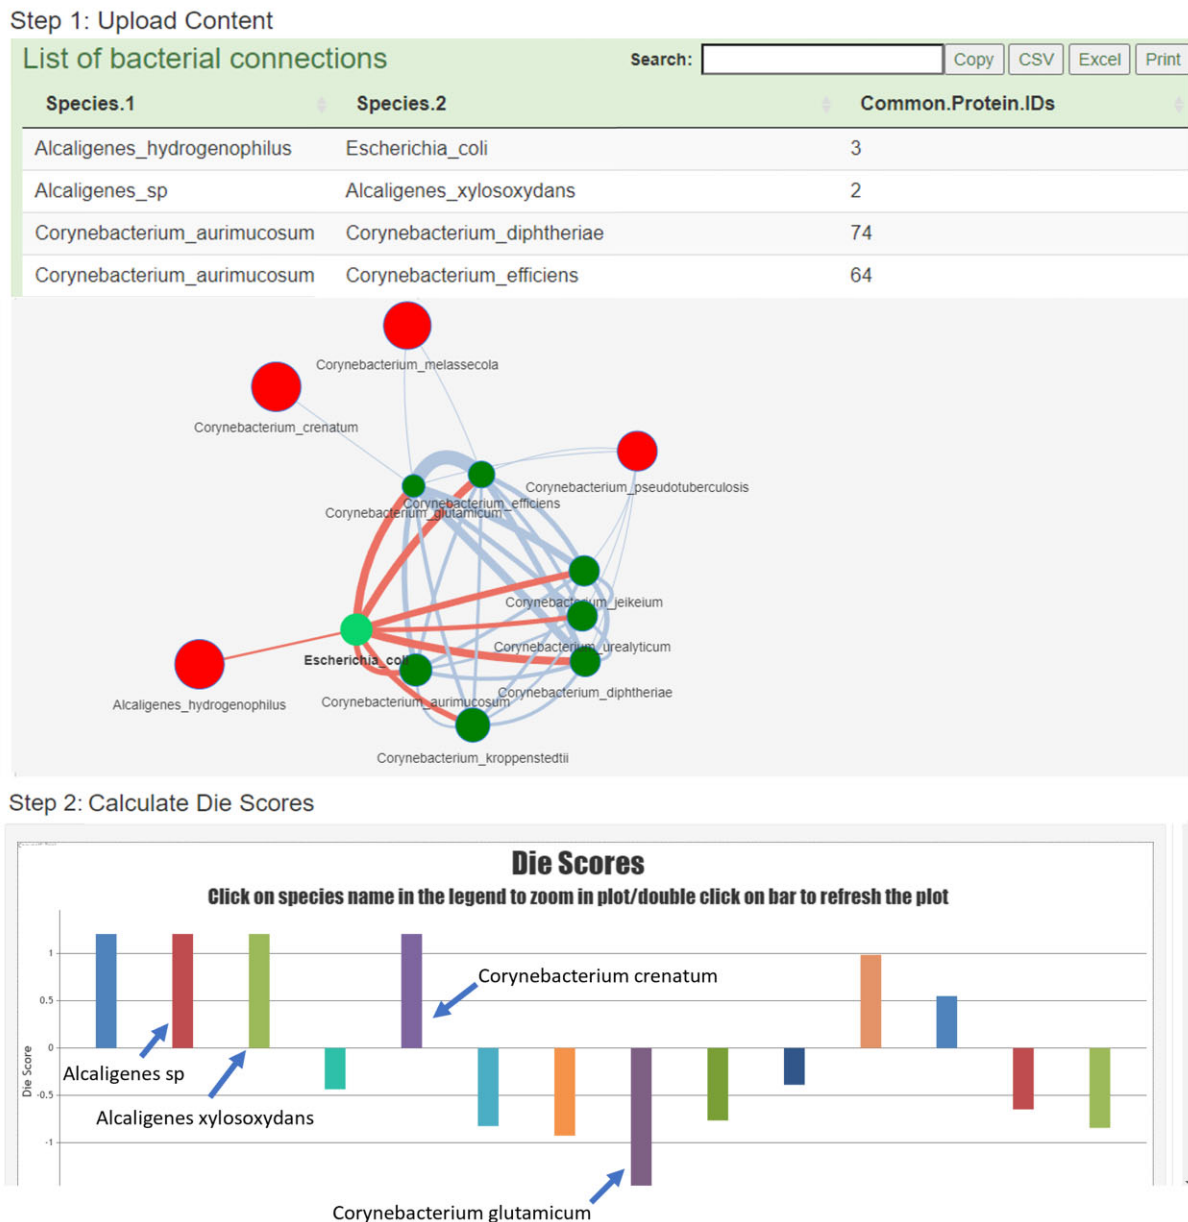 Step 1: Upload Content
List of bacterial connections Search: Copy CSV Excel Print
Species.1 Species.2 Common.Protein.IDs
Alcaligenes_hydrogenophilus Escherichia_coli 3
Alcaligenes_sp Alcaligenes_xylosoxydans 2
Corynebacterium_aurimucosum Corynebacterium_diphtheriae 74
Corynebacterium_aurimucosum Corynebacterium_efficiens 64
Corynebacterium_melassecola
Corynebacterium_crenatum
Corynebacterium_pseudotuberculosis
Corynebacterium_efficiens
Corynebacterium_glutamicum
Corynebacterium_jeikeium
Corynebacterium_urealyticum
Escherichia_coli
Corynebacterium_diphtheriae
Corynebacterium_aurimucosum
Alcaligenes_hydrogenophilus
Corynebacterium_kroppenstedtii
Step 2: Calculate Die Scores
Die Scores
Click on species name in the legend to zoom in plot/double click on bar to refresh the plot
1
Corynebacterium crenatum
0.5
0
Die Score
Alcaligenes sp
-0.5
Alcaligenes xylosoxydans
-1
Corynebacterium glutamicum